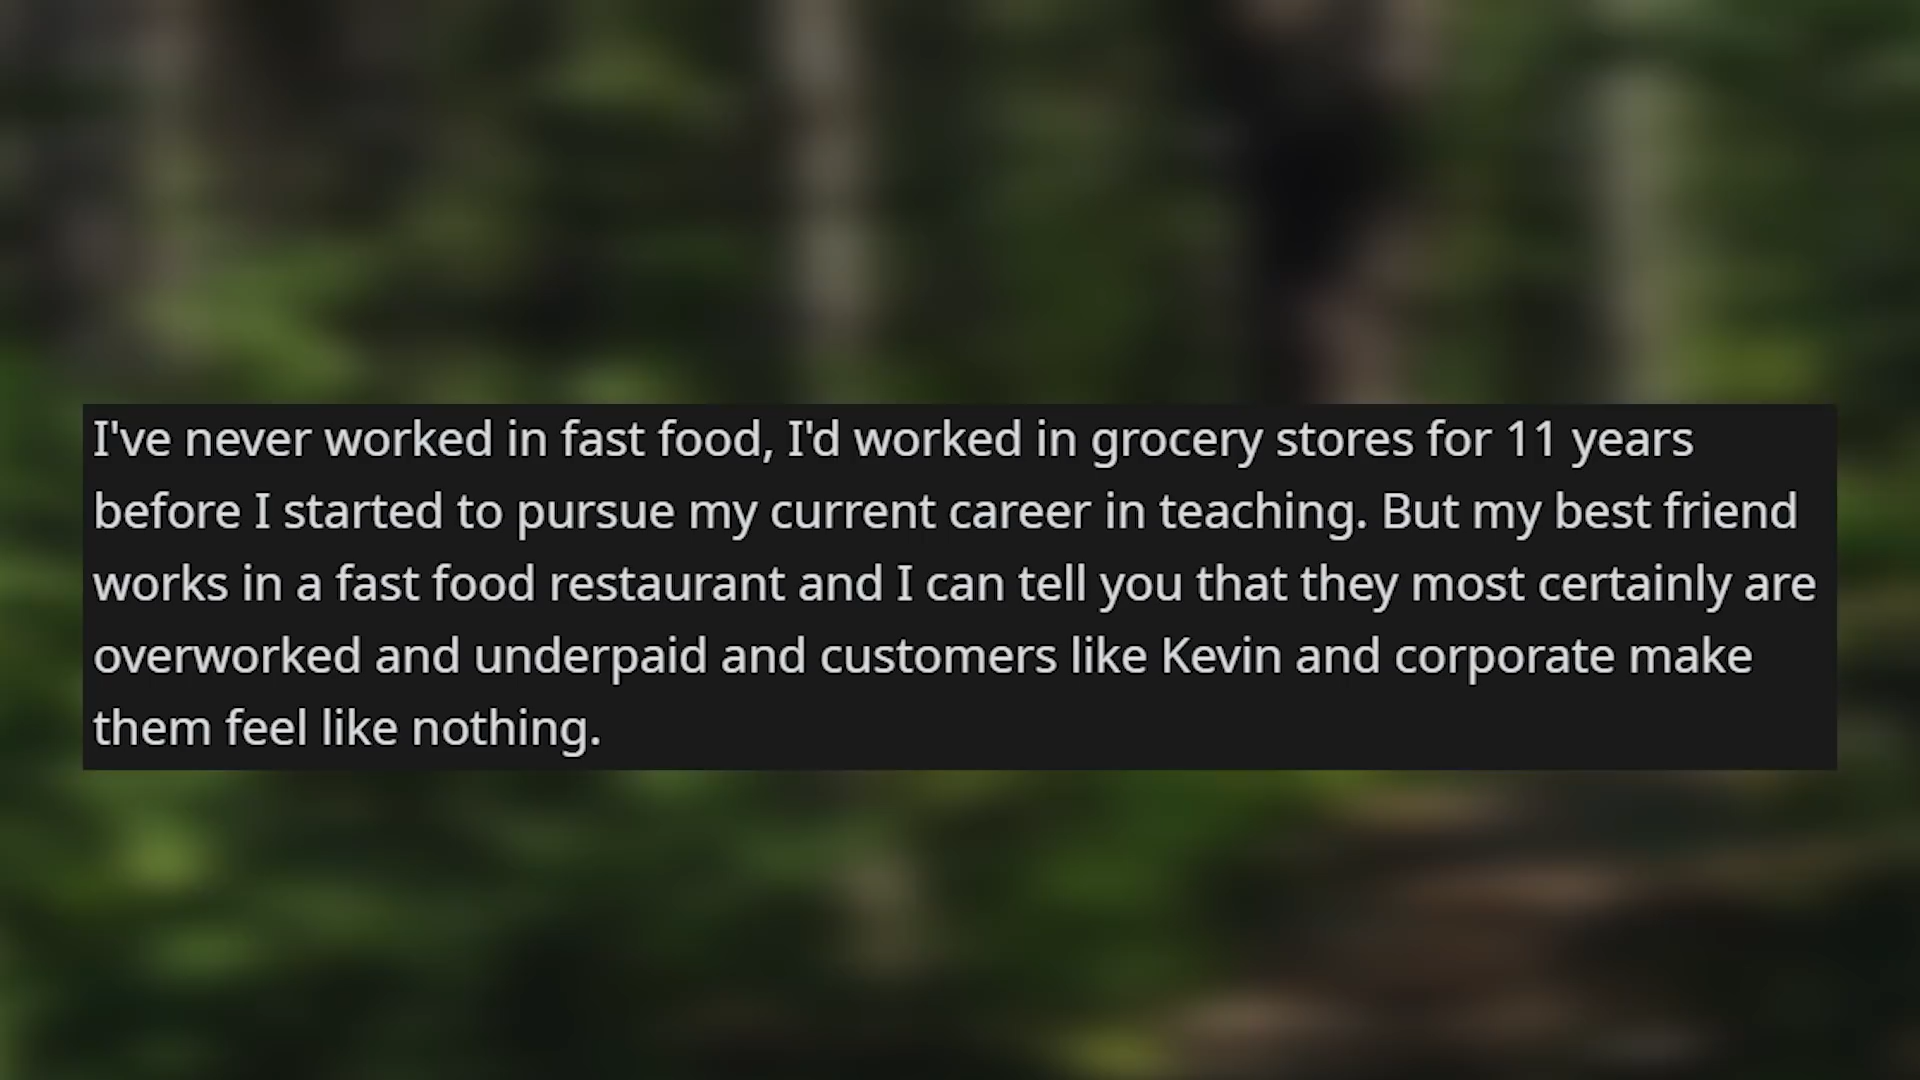 I've never worked in fast food, I'd worked in grocery stores for 11 years
before I started to pursue my current career in teaching. But my best friend
works in a fast food restaurant and I can tell you that they most certainly are
overworked and underpaid and customers like Kevin and corporate make
them feel like nothing.